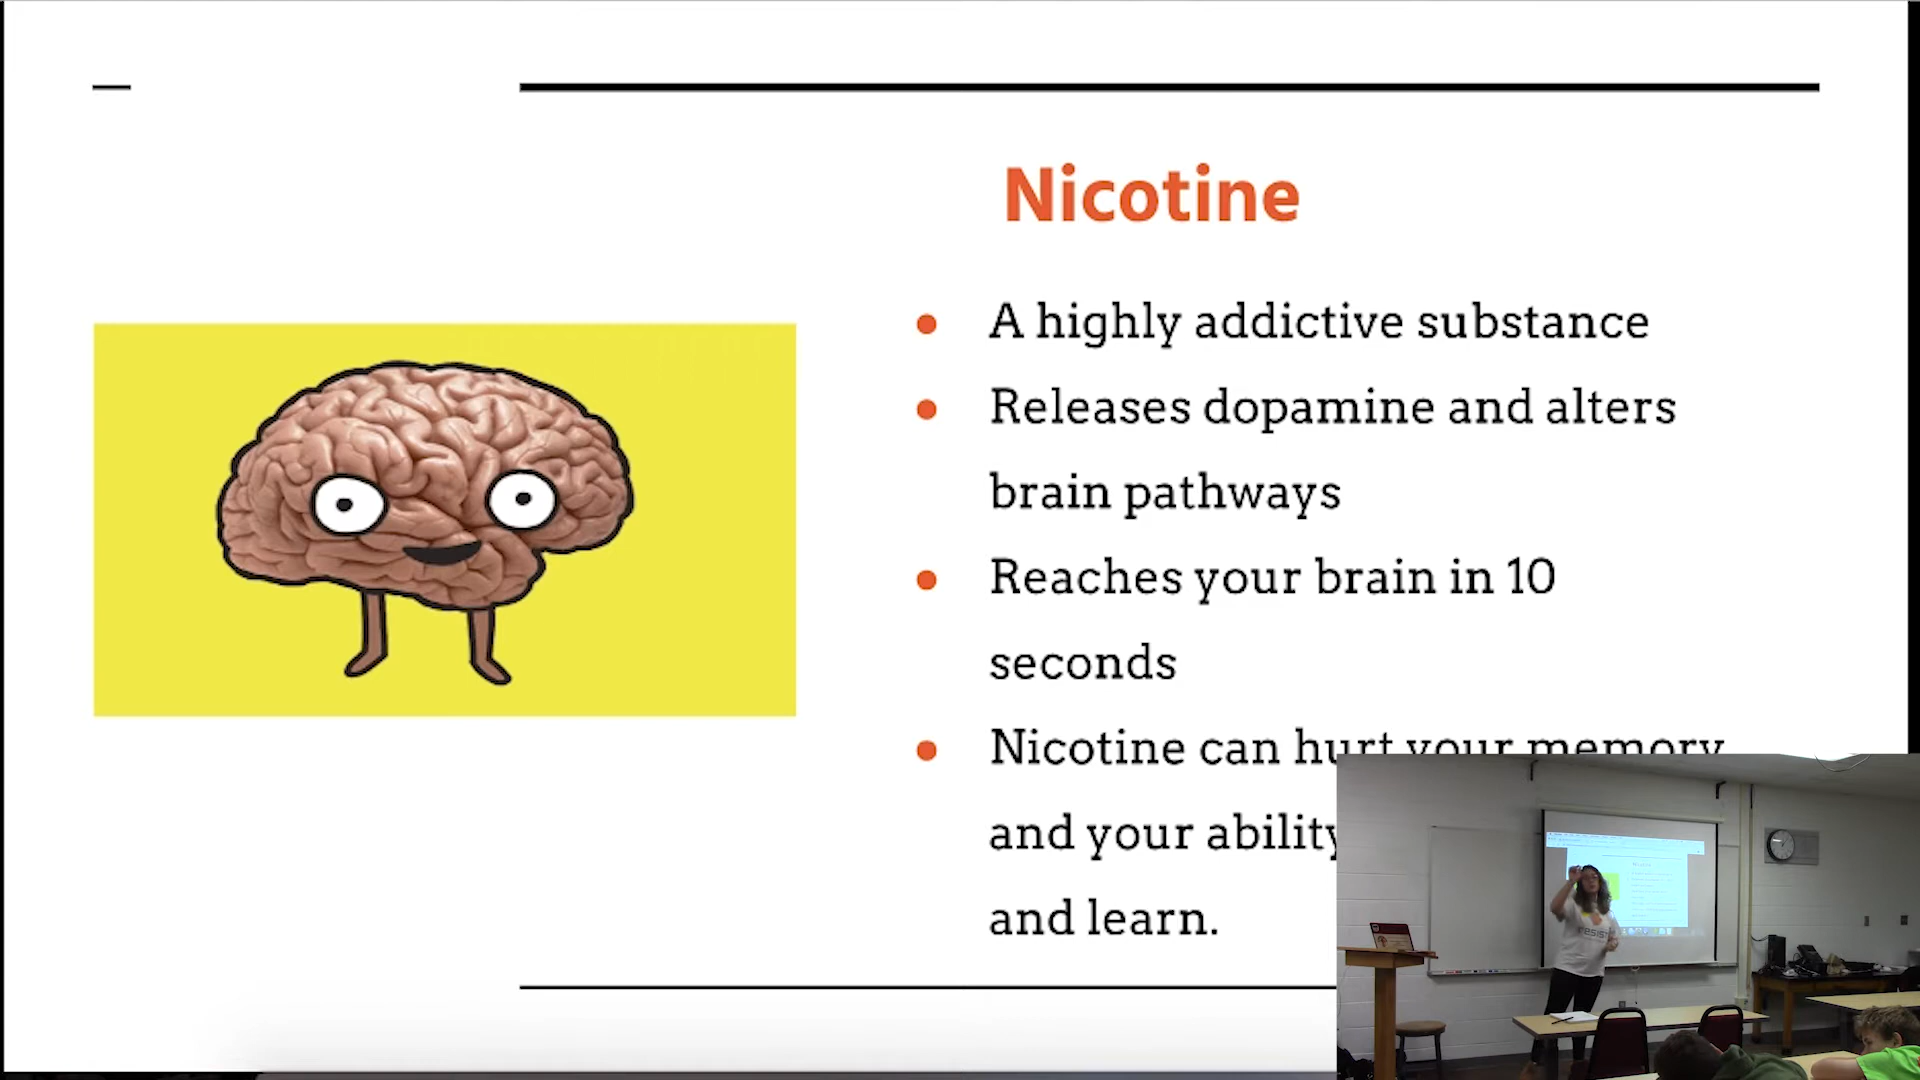 Nicotine
A highly addictive substance
Releases dopamine and alters
brain pathways
Reaches your brain in 10
seconds
Nicotine can hurt your memory
and your ability
and learn.
resist